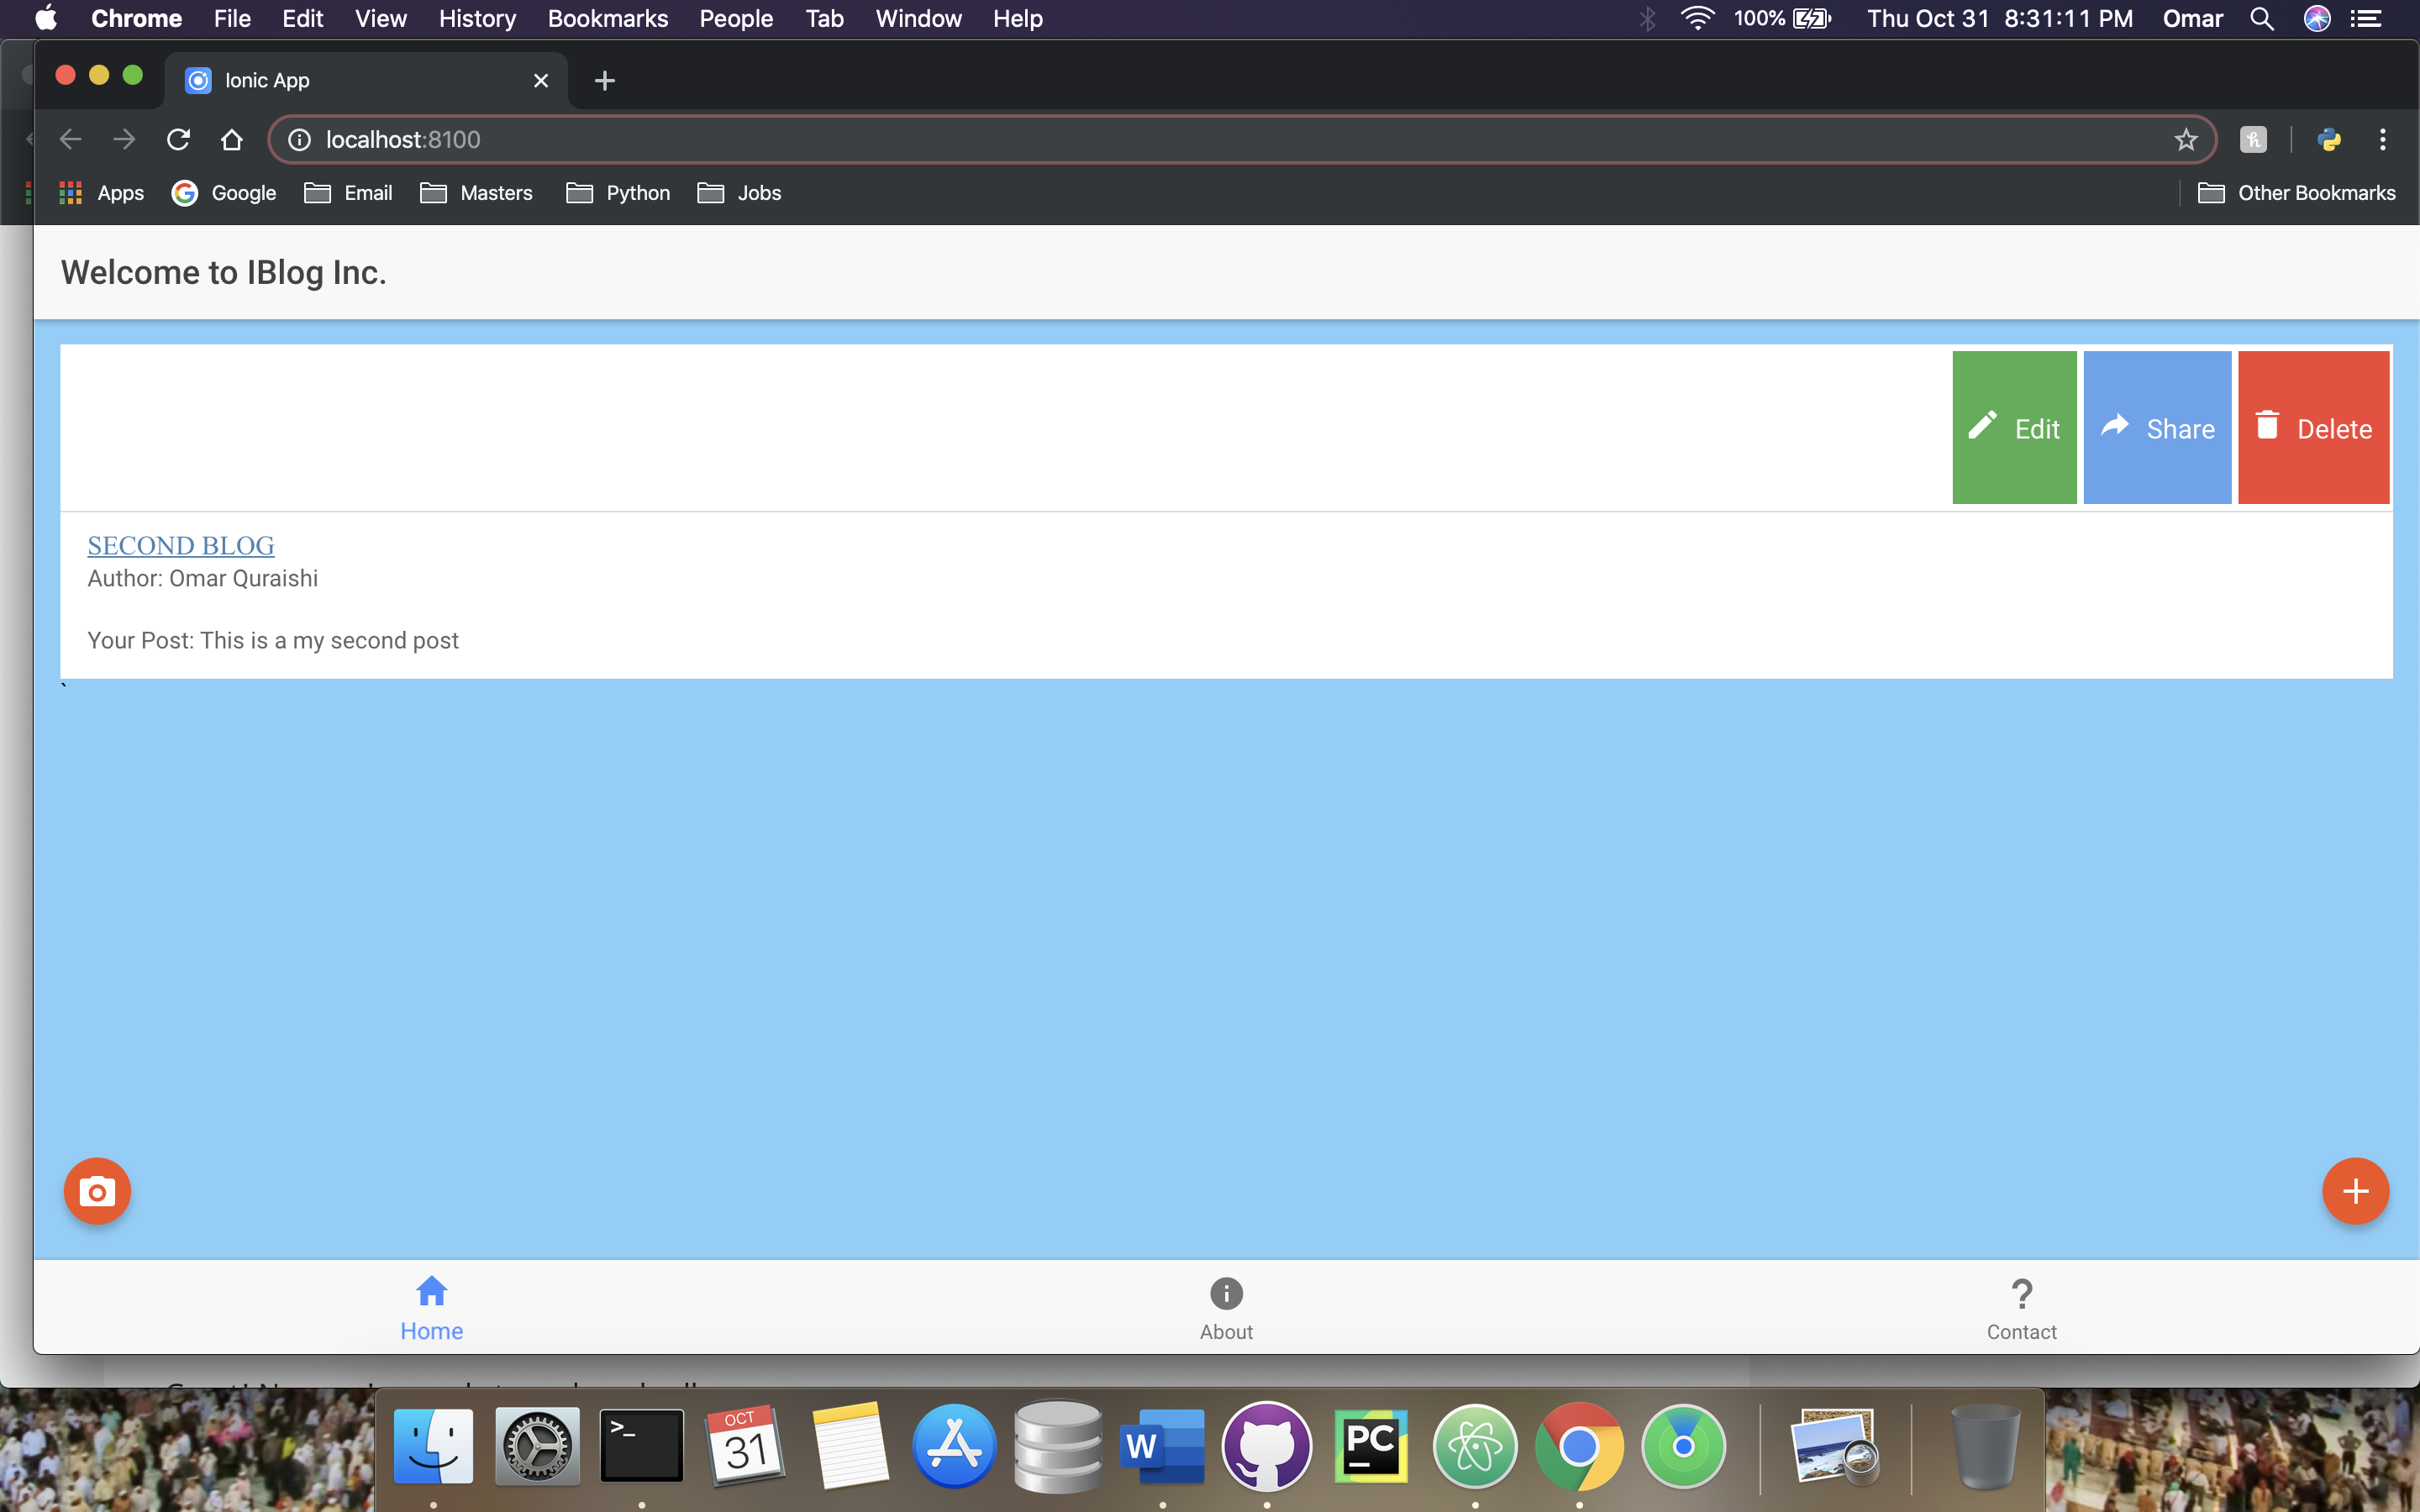 Chrome File Edit View History Bookmarks People Tab Window Help 100% Thu Oct 31 8:31:11 PM Omar
Ionic App
localhost:8100
Apps Google Email Masters Python Jobs Other Bookmarks
Welcome to IBlog Inc.
Edit Share Delete
SECOND BLOG
Author: Omar Quraishi
Your Post: This is a my second post
`
Home About Contact
OCT
31
>_
W
PC